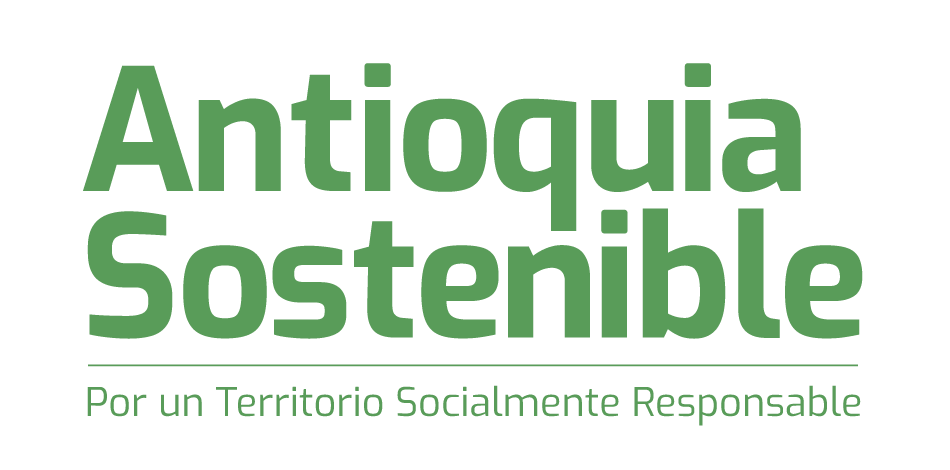 Antioquia
Sostenible
Por un Territorio Socialmente Responsable